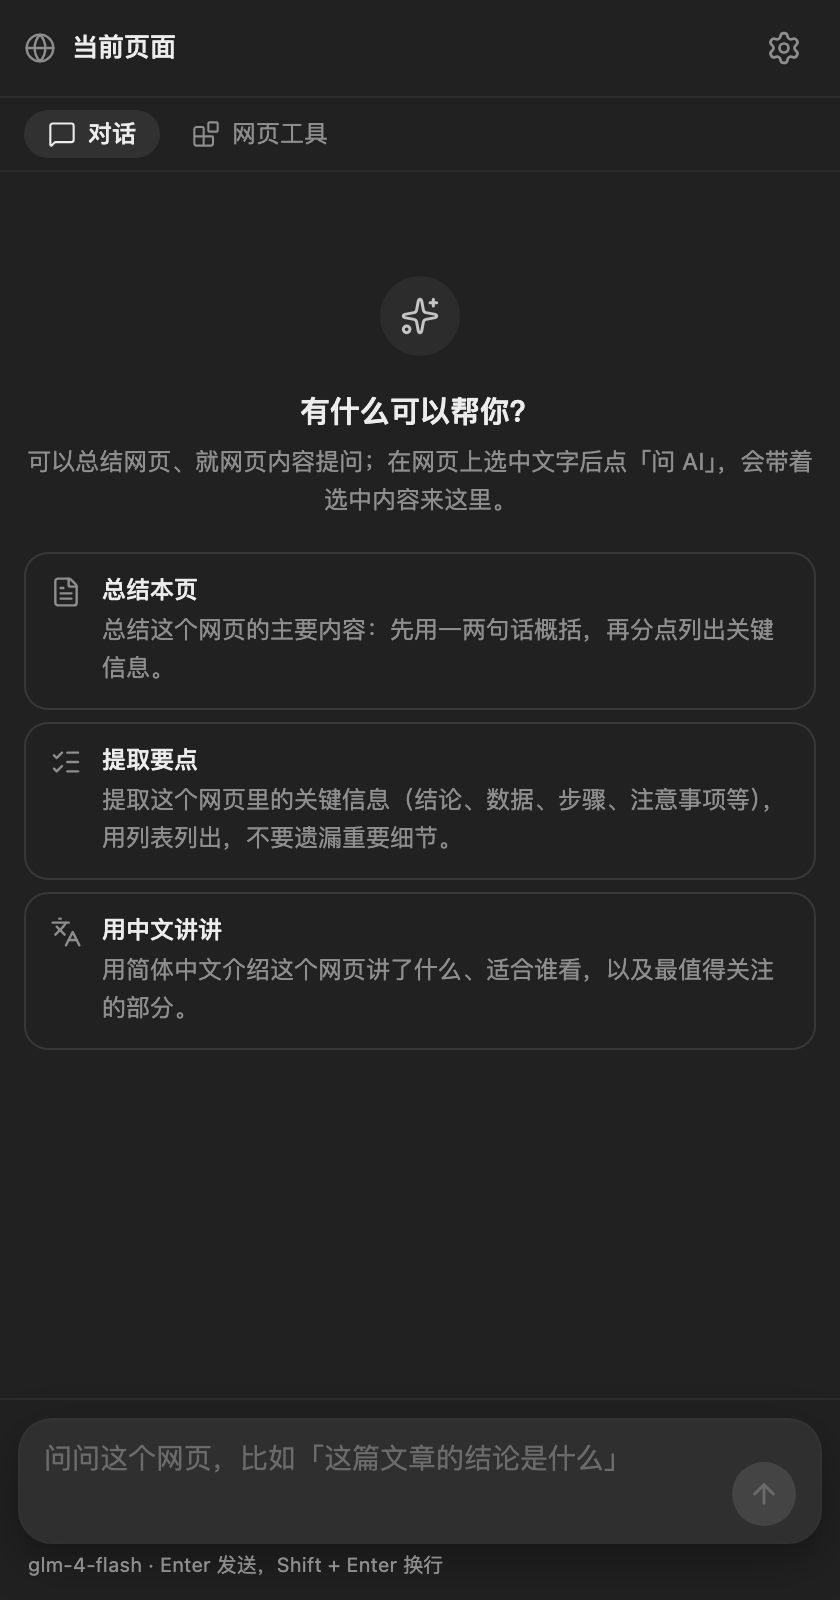 当前页面
对话
网页工具
有什么可以帮你?
可以总结网页、就网页内容提问；在网页上选中文字后点「问 AI」，会带着
选中内容来这里。
总结本页
总结这个网页的主要内容：先用一两句话概括，再分点列出关键
信息。
提取要点
提取这个网页里的关键信息（结论、数据、步骤、注意事项等），
用列表列出，不要遗漏重要细节。
用中文讲讲
用简体中文介绍这个网页讲了什么、适合谁看，以及最值得关注
的部分。
问问这个网页，比如「这篇文章的结论是什么」
glm-4-flash · Enter 发送，Shift + Enter 换行